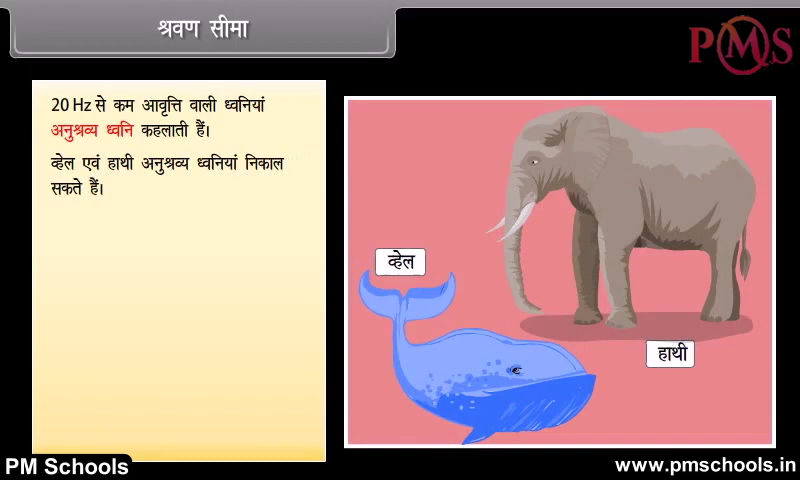 श्रवण सीमा
PMS
20 Hz से कम आवृत्ति वाली ध्वनियां
अनुश्रव्य ध्वनि कहलाती हैं।
व्हेल एवं हाथी अनुश्रव्य ध्वनियां निकाल
सकते हैं।
व्हेल
हाथी
PM Schools
www.pmschools.in